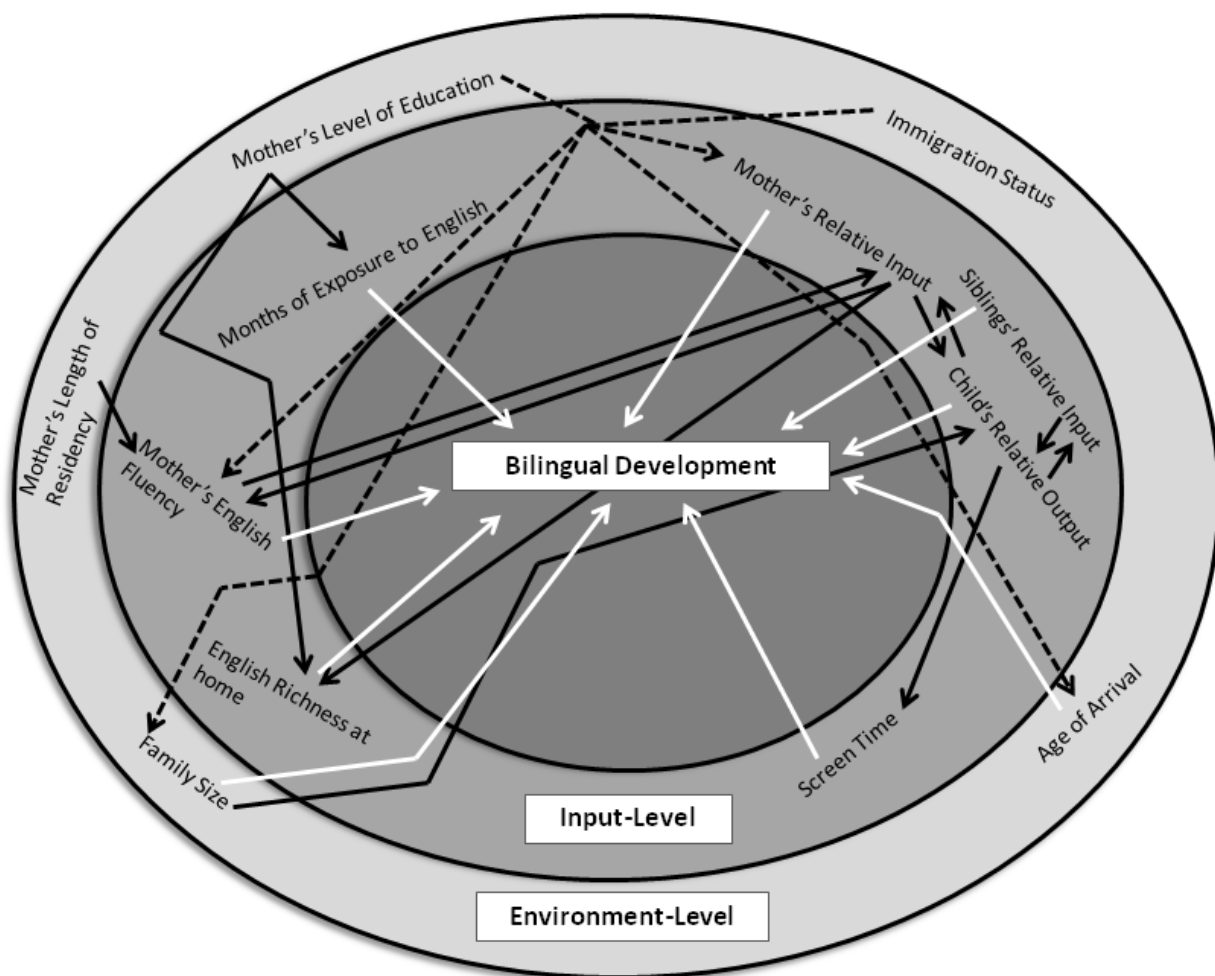 Mother's Level of Education
Immigration Status
Mother's Relative Input
Months of Exposure to English
Siblings' Relative Input
Child's Relative Output
Mother's Length of
Residency
Mother's English
Fluency
Bilingual Development
English Richness at
home
Family Size
Screen Time
Age of Arrival
Input-Level
Environment-Level